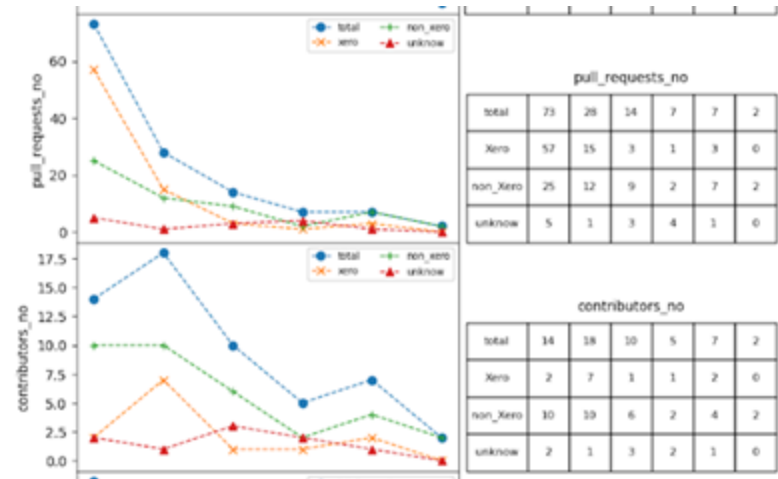 pull_requests_no
60
40
20
0
total
xero
non_xero
unknow
pull_requests_no
total 73 28 14 7 7 2
Xero 57 15 3 1 3 0
non_Xero 25 12 9 2 7 2
unknow 5 1 3 4 1 0
contributors_no
17.5
15.0
12.5
10.0
7.5
5.0
2.5
0.0
total
xero
non_xero
unknow
contributors_no
total 14 18 10 5 7 2
Xero 2 7 1 1 2 0
non_Xero 10 10 6 2 4 2
unknow 2 1 3 2 1 0